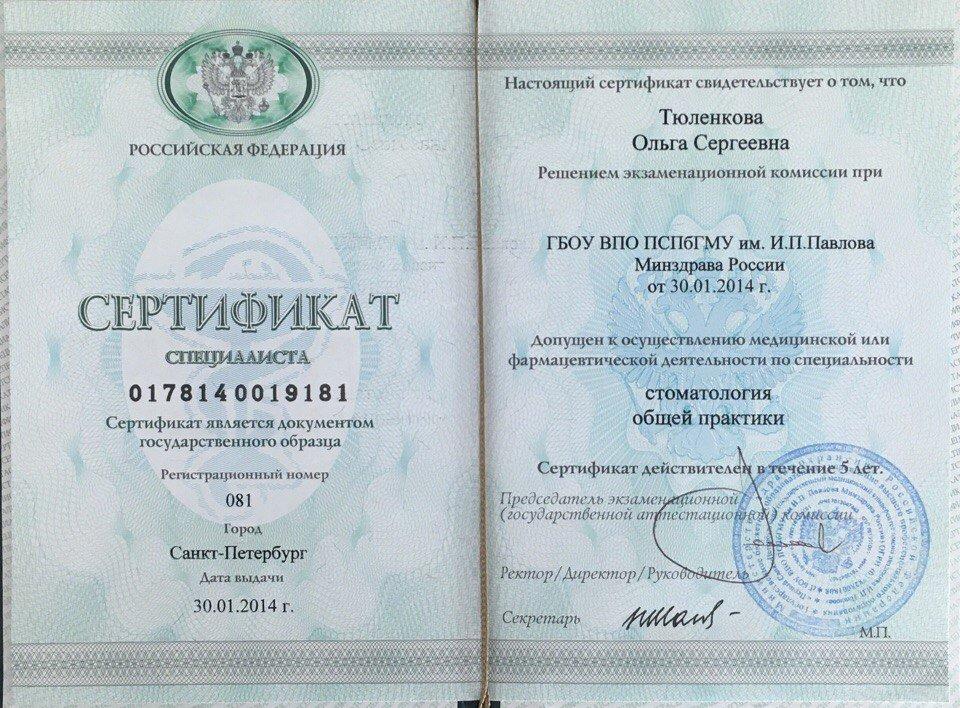 РОССИЙСКАЯ ФЕДЕРАЦИЯ
СЕРТИФИКАТ
СПЕЦИАЛИСТА
0178140019181
Сертификат является документом
государственного образца
Регистрационный номер
081
Город
Санкт-Петербург
Дата выдачи
30.01.2014 г.
Настоящий сертификат свидетельствует о том, что
Тюленкова
Ольга Сергеевна
Решением экзаменационной комиссии при
ГБОУ ВПО ПСПбГМУ им. И.П.Павлова
Минздрава России
от 30.01.2014 г.
Допущен к осуществлению медицинской или
фармацевтической деятельности по специальности
стоматология
общей практики
Сертификат действителен в течение 5 лет.
Председатель экзаменационной
(государственной аттестационной) комиссии
Ректор/Директор/Руководитель
Секретарь
М.П.